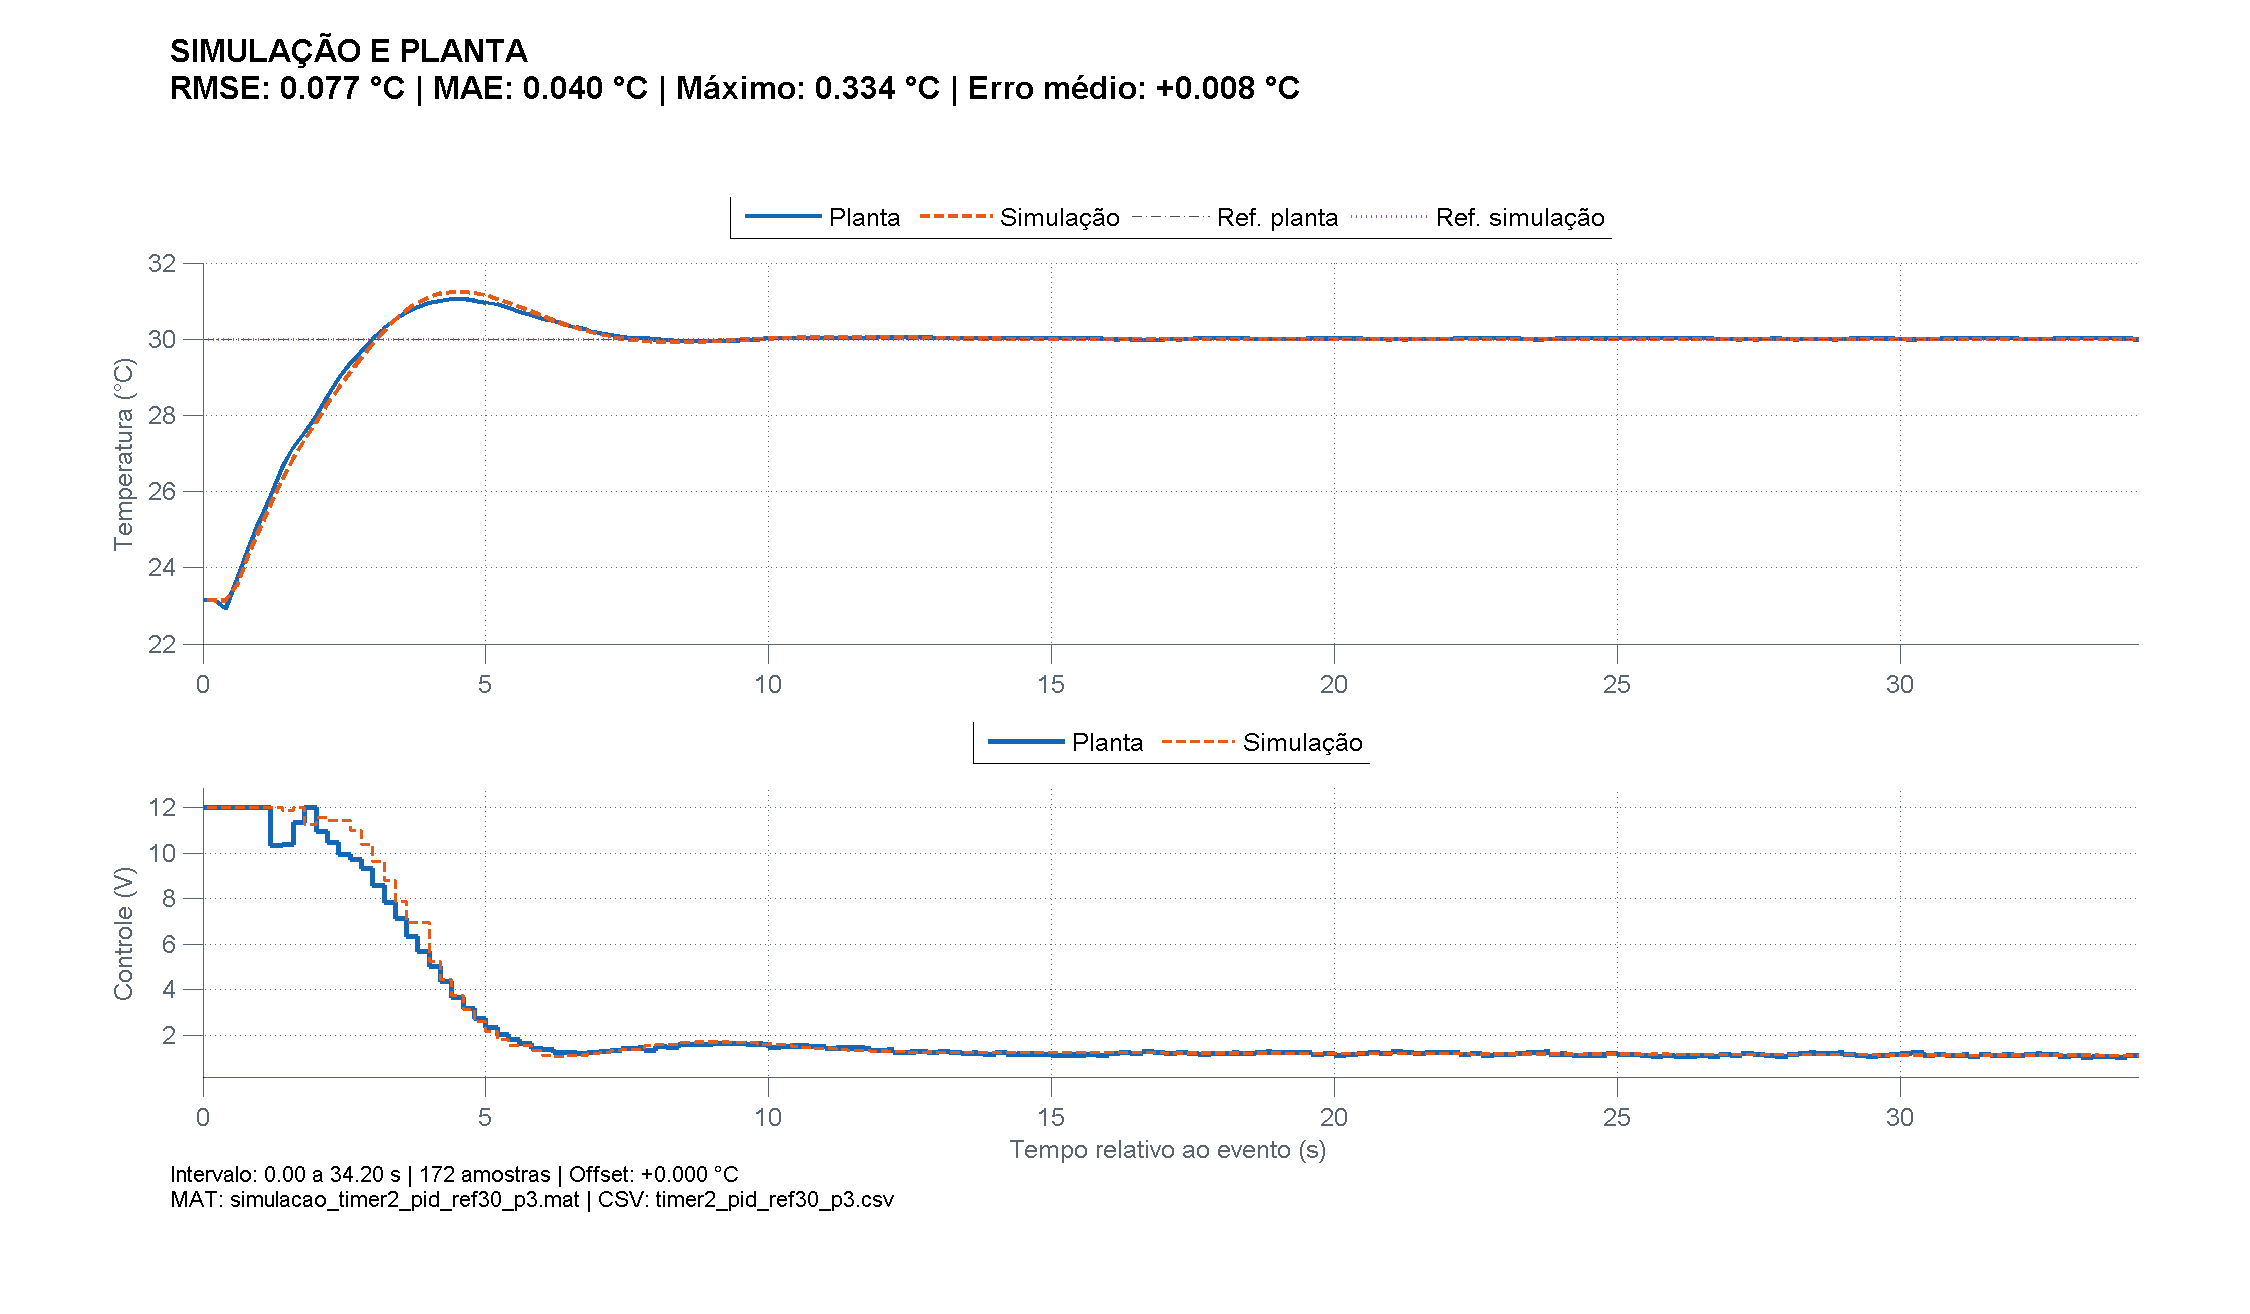 SIMULAÇÃO E PLANTA
RMSE: 0.077 °C | MAE: 0.040 °C | Máximo: 0.334 °C | Erro médio: +0.008 °C
Planta Simulação Ref. planta Ref. simulação
32
30
28
26
24
22
Temperatura (°C)
0 5 10 15 20 25 30
Planta Simulação
12
10
8
6
4
2
Controle (V)
0 5 10 15 20 25 30
Tempo relativo ao evento (s)
Intervalo: 0.00 a 34.20 s | 172 amostras | Offset: +0.000 °C
MAT: simulacao_timer2_pid_ref30_p3.mat | CSV: timer2_pid_ref30_p3.csv